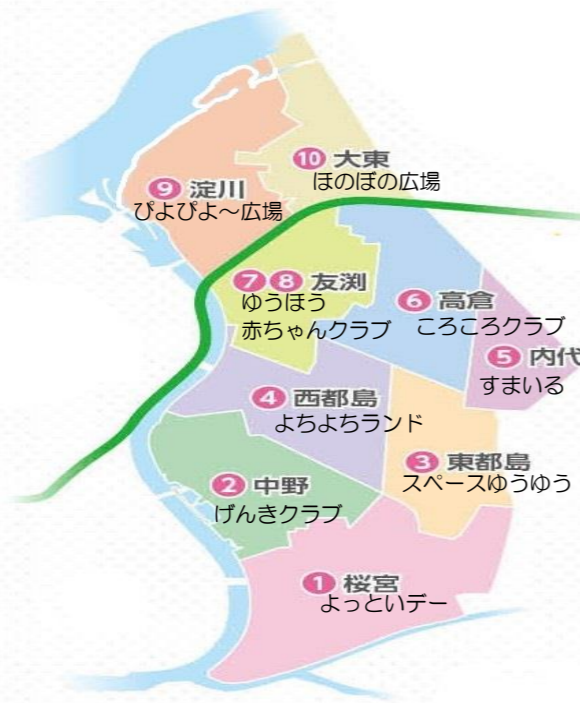 ⑩ 大東
ほのぼの広場
⑨ 淀川
ぴよぴよ～広場
⑦⑧ 友渕
ゆうほう
赤ちゃんクラブ
⑥ 高倉
ころころクラブ
⑤ 内代
すまいる
④ 西都島
よちよちランド
③ 東都島
スペースゆうゆう
② 中野
げんきクラブ
① 桜宮
よっといデー